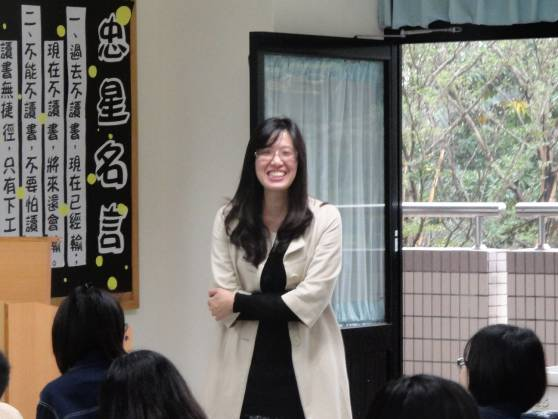 忠星名言
一、過去不讀書，現在已經輸，
現在不讀書，將來還會輸。
二、不能不讀書，不要怕讀
讀書無捷徑，只有下工